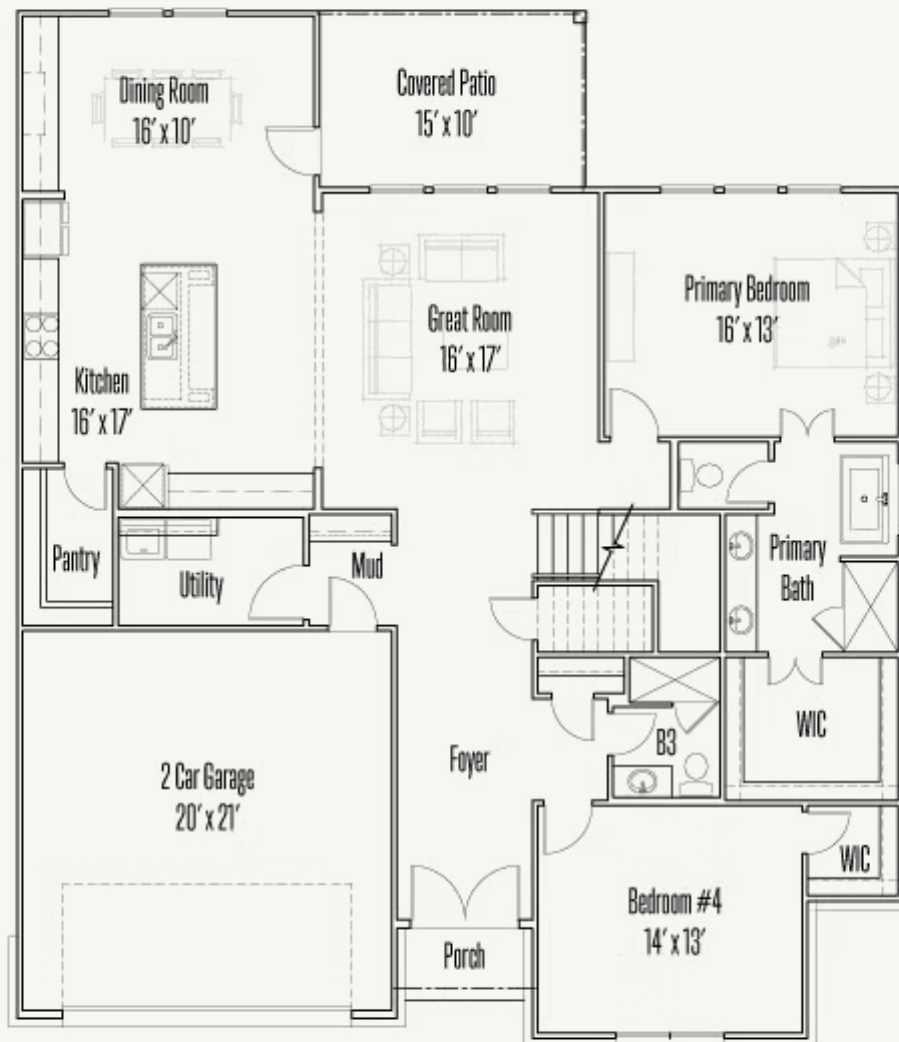 Dining Room
16' x 10'
Covered Patio
15' x 10'
Great Room
16' x 17'
Primary Bedroom
16' x 13'
Kitchen
16' x 17'
Pantry
Utility
Mud
Primary
Bath
WIC
B3
Foyer
2 Car Garage
20' x 21'
WIC
Bedroom #4
14' x 13'
Porch